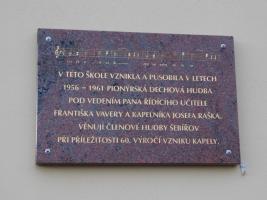 V TÉTO ŠKOLE VZNIKLA A PŮSOBILA V LETECH
1956 - 1961 PIONÝRSKÁ DECHOVÁ HUDBA
POD VEDENÍM PANA ŘÍDÍCÍHO UČITELE
FRANTIŠKA VAVERY A KAPELNÍKA JOSEFA RAŠKA.
VĚNUJÍ ČLENOVÉ HUDBY ŠEBÍŘOV
PŘI PŘÍLEŽITOSTI 60. VÝROČÍ VZNIKU KAPELY.